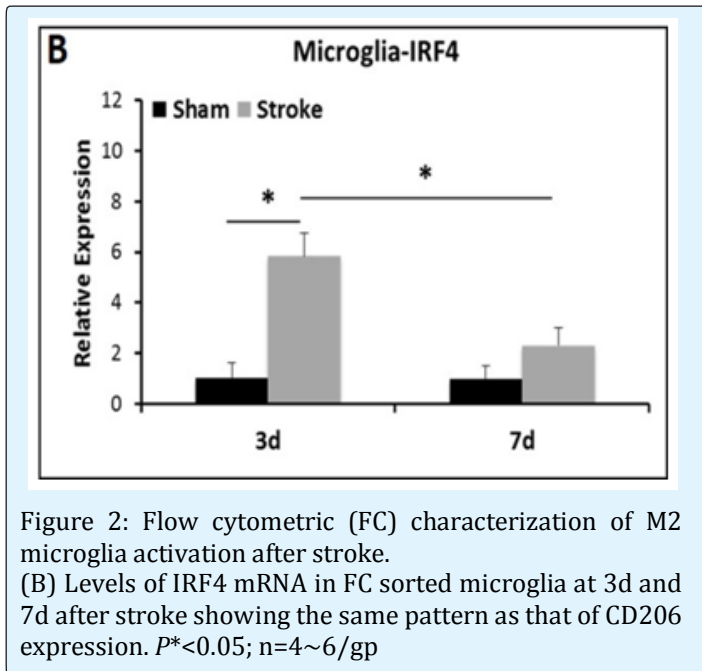 B
Microglia-IRF4
Sham Stroke
12
10
8
6
4
2
0
Relative Expression
*
*
3d
7d
Figure 2: Flow cytometric (FC) characterization of M2
microglia activation after stroke.
(B) Levels of IRF4 mRNA in FC sorted microglia at 3d and
7d after stroke showing the same pattern as that of CD206
expression. P*<0.05; n=4~6/gp